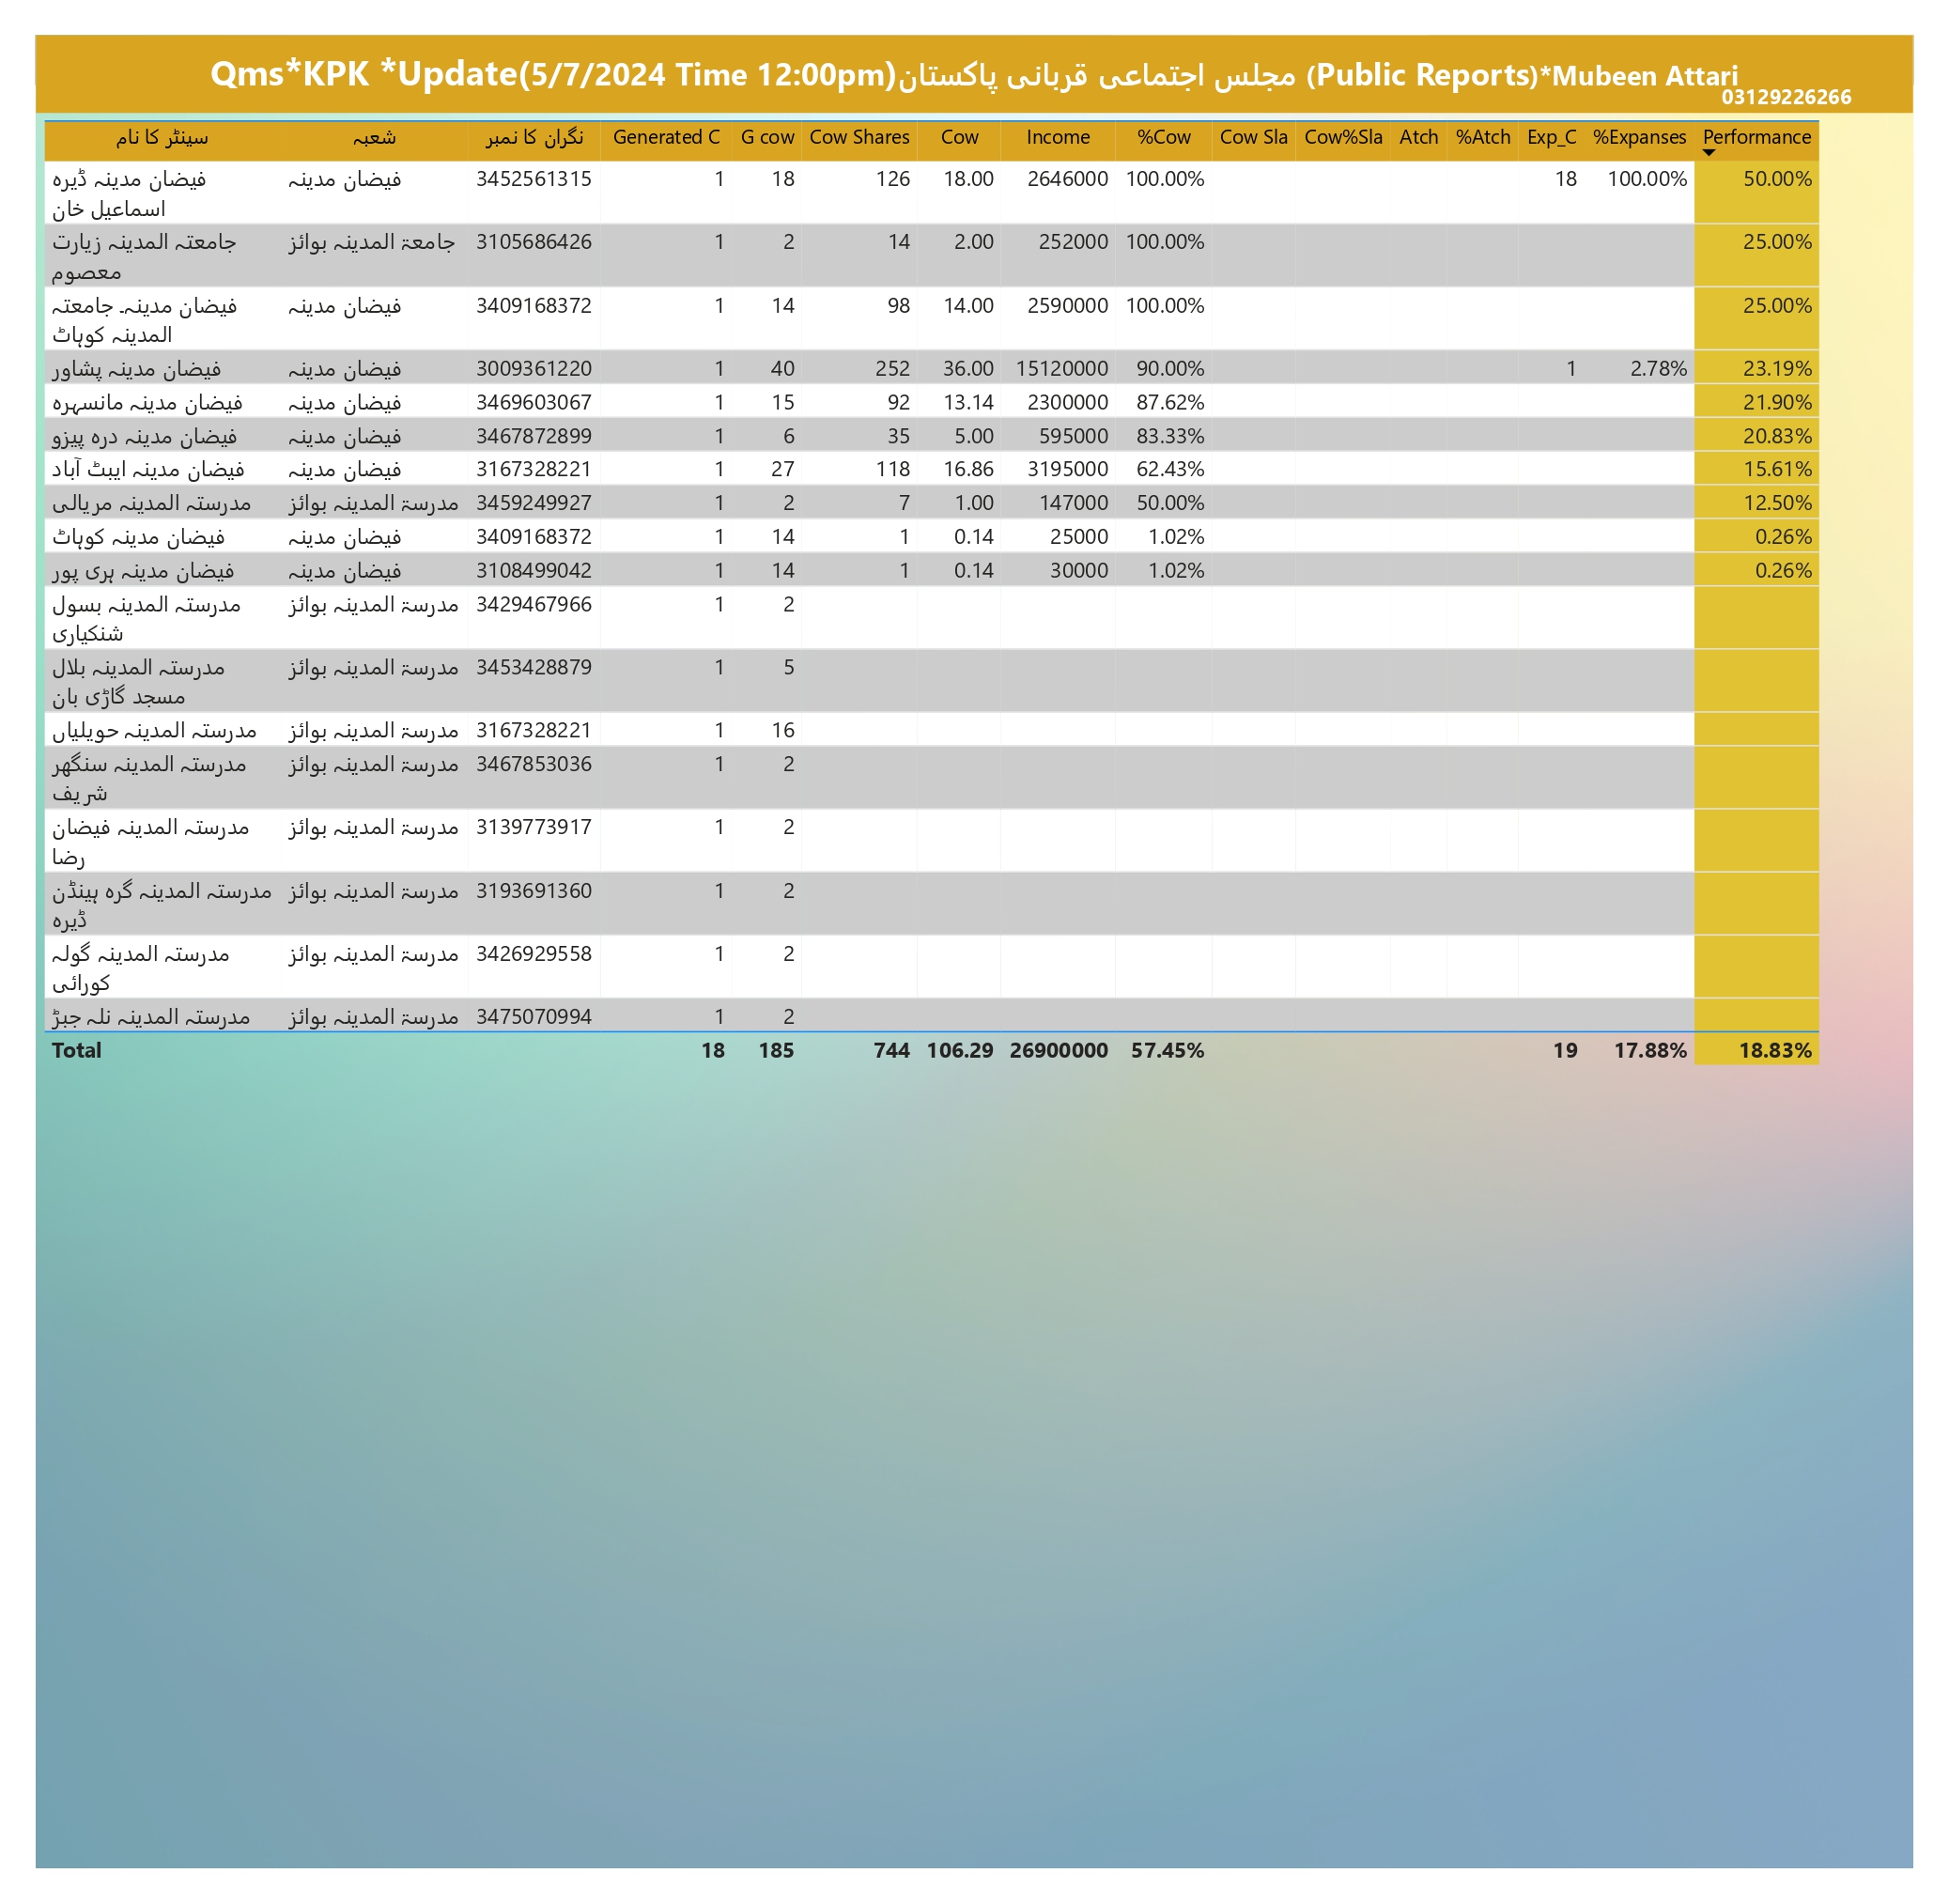 Qms*KPK *Update(5/7/2024 Time 12:00pm)مجلس اجتماعی قربانی پاکستان (Public Reports)*Mubeen Attari
03129226266
سینٹر کا نام شعبہ نگران کا نمبر Generated C G cow Cow Shares Cow Income %Cow Cow Sla Cow%Sla Atch %Atch Exp_C %Expanses Performance
فیضان مدینہ ڈیرہ فیضان مدینہ 3452561315 1 18 126 18.00 2646000 100.00% 18 100.00% 50.00%
اسماعیل خان
جامعتہ المدینہ زیارت جامعۃ المدینہ بوائز 3105686426 1 2 14 2.00 252000 100.00% 25.00%
معصوم
فیضان مدینہ۔ جامعتہ فیضان مدینہ 3409168372 1 14 98 14.00 2590000 100.00% 25.00%
المدینہ کوہاٹ
فیضان مدینہ پشاور فیضان مدینہ 3009361220 1 40 252 36.00 15120000 90.00% 1 2.78% 23.19%
فیضان مدینہ مانسہرہ فیضان مدینہ 3469603067 1 15 92 13.14 2300000 87.62% 21.90%
فیضان مدینہ درہ پیزو فیضان مدینہ 3467872899 1 6 35 5.00 595000 83.33% 20.83%
فیضان مدینہ ایبٹ آباد فیضان مدینہ 3167328221 1 27 118 16.86 3195000 62.43% 15.61%
مدرستہ المدینہ مریالی مدرسۃ المدینہ بوائز 3459249927 1 2 7 1.00 147000 50.00% 12.50%
فیضان مدینہ کوہاٹ فیضان مدینہ 3409168372 1 14 1 0.14 25000 1.02% 0.26%
فیضان مدینہ ہری پور فیضان مدینہ 3108499042 1 14 1 0.14 30000 1.02% 0.26%
مدرستہ المدینہ بسول مدرسۃ المدینہ بوائز 3429467966 1 2
شنکیاری
مدرستہ المدینہ بلال مدرسۃ المدینہ بوائز 3453428879 1 5
مسجد گاڑی بان
مدرستہ المدینہ حویلیاں مدرسۃ المدینہ بوائز 3167328221 1 16
مدرستہ المدینہ سنگھر مدرسۃ المدینہ بوائز 3467853036 1 2
شریف
مدرستہ المدینہ فیضان مدرسۃ المدینہ بوائز 3139773917 1 2
رضا
مدرستہ المدینہ گرہ ہینڈن مدرسۃ المدینہ بوائز 3193691360 1 2
ڈیرہ
مدرستہ المدینہ گولہ مدرسۃ المدینہ بوائز 3426929558 1 2
کورائی
مدرستہ المدینہ نلہ جبڑ مدرسۃ المدینہ بوائز 3475070994 1 2
Total 18 185 744 106.29 26900000 57.45% 19 17.88% 18.83%